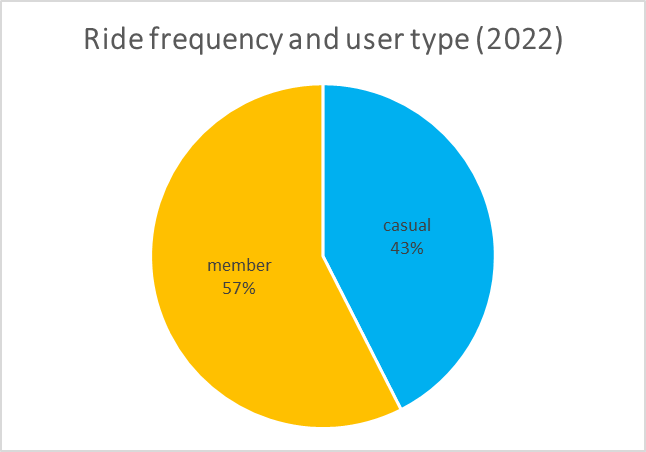 Ride frequency and user type (2022)
casual
43%
member
57%